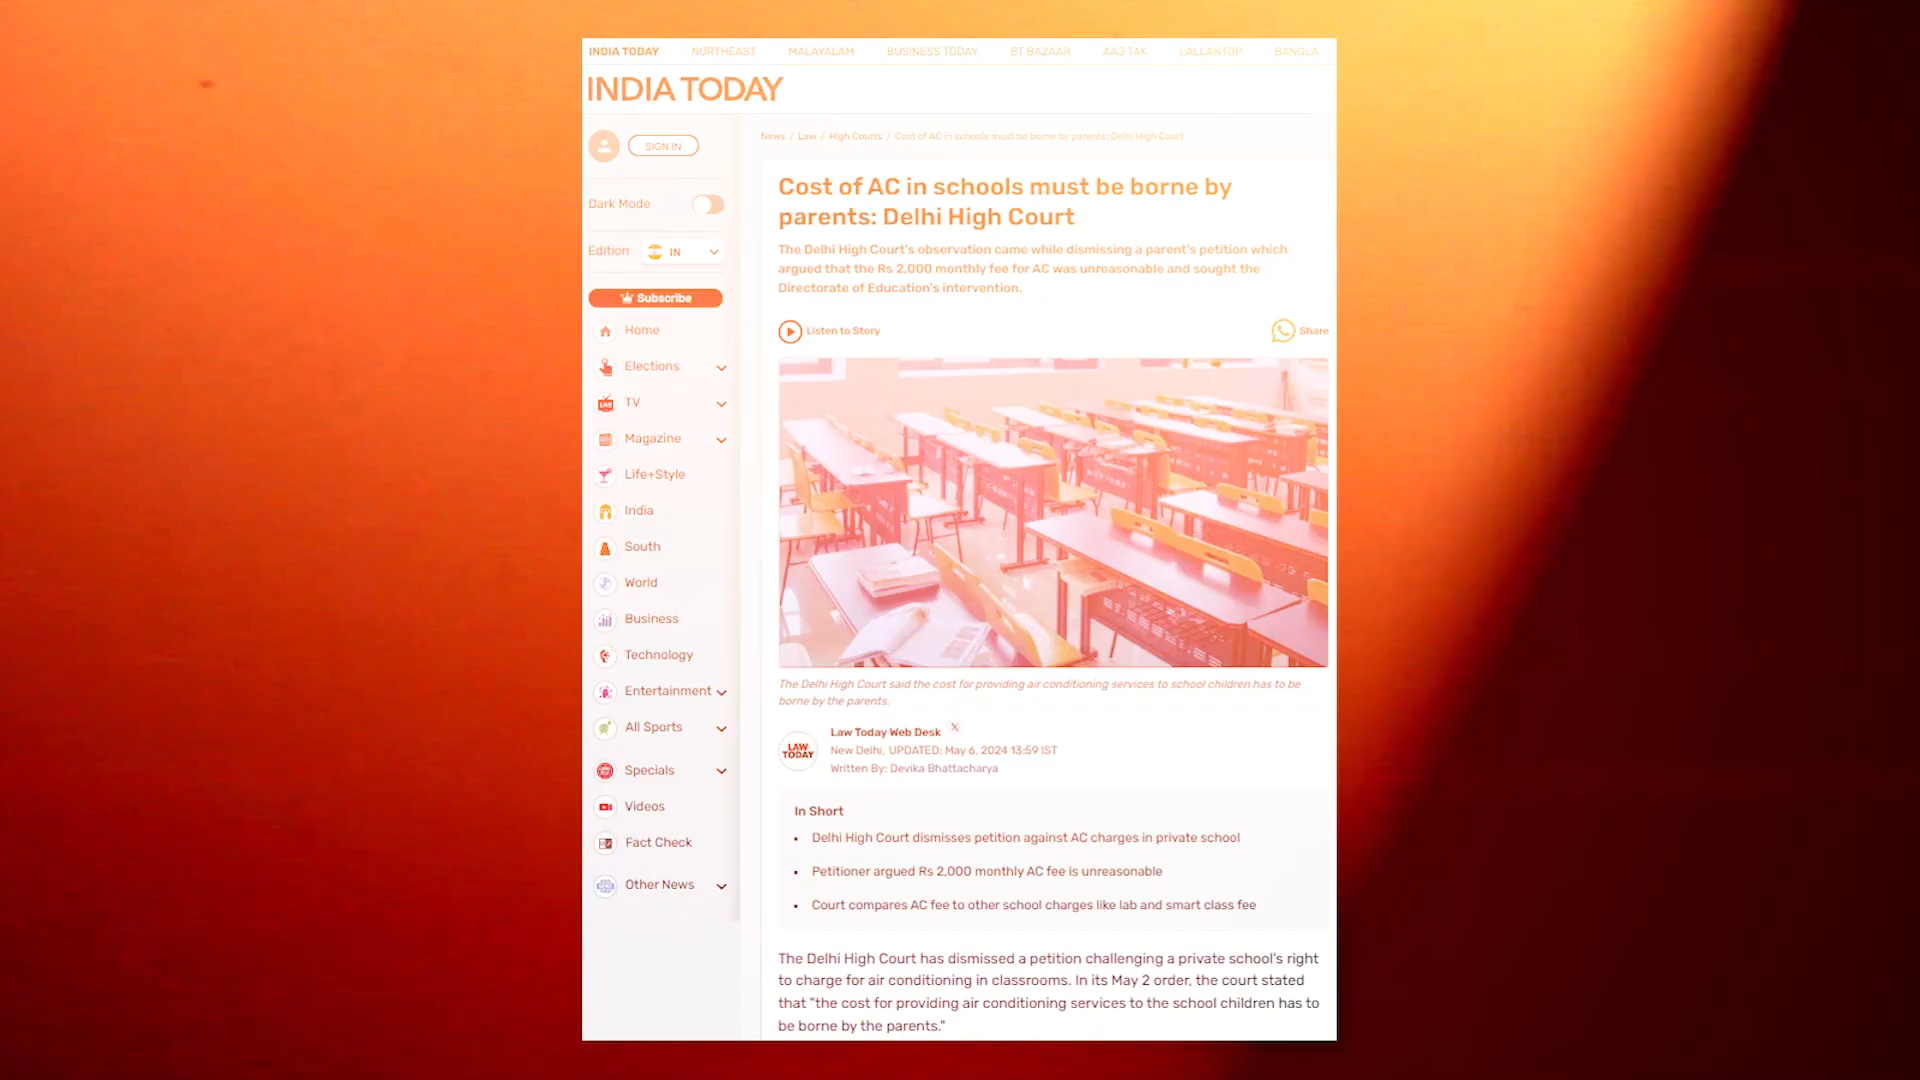 INDIA TODAY NORTHEAST MALAYALAM BUSINESS TODAY BT BAZAAR AAJ TAK LALLANTOP BANGLA
INDIA TODAY
SIGN IN
Dark Mode
Edition IN
Subscribe
Home
Elections
TV
Magazine
Life+Style
India
South
World
Business
Technology
Entertainment
All Sports
Specials
Videos
Fact Check
Other News
News / Law / High Courts / Cost of AC in schools must be borne by parents: Delhi High Court
Cost of AC in schools must be borne by
parents: Delhi High Court
The Delhi High Court's observation came while dismissing a parent's petition which
argued that the Rs 2,000 monthly fee for AC was unreasonable and sought the
Directorate of Education's intervention.
Listen to Story
Share
The Delhi High Court said the cost for providing air conditioning services to school children has to be
borne by the parents.
LAW
TODAY
Law Today Web Desk
New Delhi, UPDATED: May 6, 2024 13:59 IST
Written By: Devika Bhattacharya
In Short
Delhi High Court dismisses petition against AC charges in private school
Petitioner argued Rs 2,000 monthly AC fee is unreasonable
Court compares AC fee to other school charges like lab and smart class fee
The Delhi High Court has dismissed a petition challenging a private school's right
to charge for air conditioning in classrooms. In its May 2 order, the court stated
that "the cost for providing air conditioning services to the school children has to
be borne by the parents."